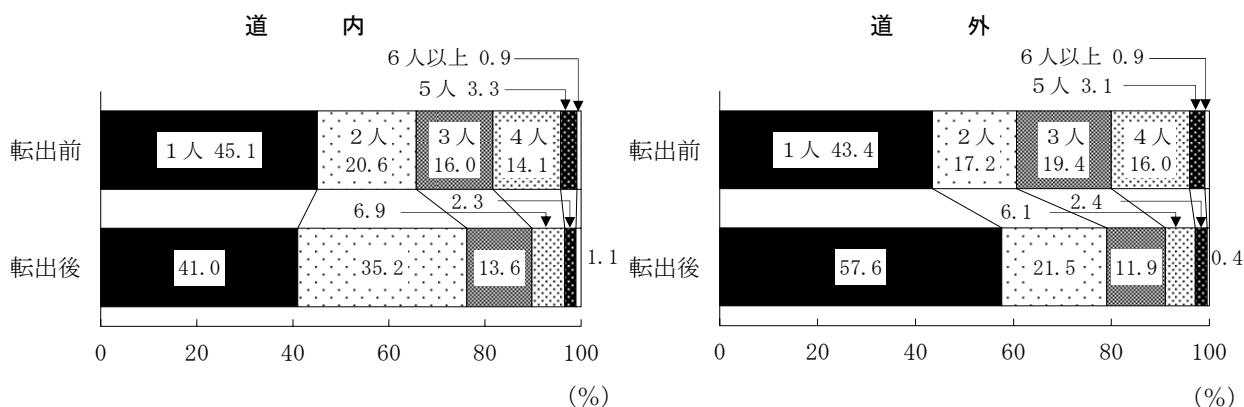 道 内
6人以上 0.9
5人 3.3
転出前
1人 45.1
2人
20.6
3人
16.0
4人
14.1
6.9
2.3
転出後
41.0
35.2
13.6
1.1
0 20 40 60 80 100
(%)
道 外
6人以上 0.9
5人 3.1
転出前
1人 43.4
2人
17.2
3人
19.4
4人
16.0
6.1
2.4
転出後
57.6
21.5
11.9
0.4
0 20 40 60 80 100
(%)